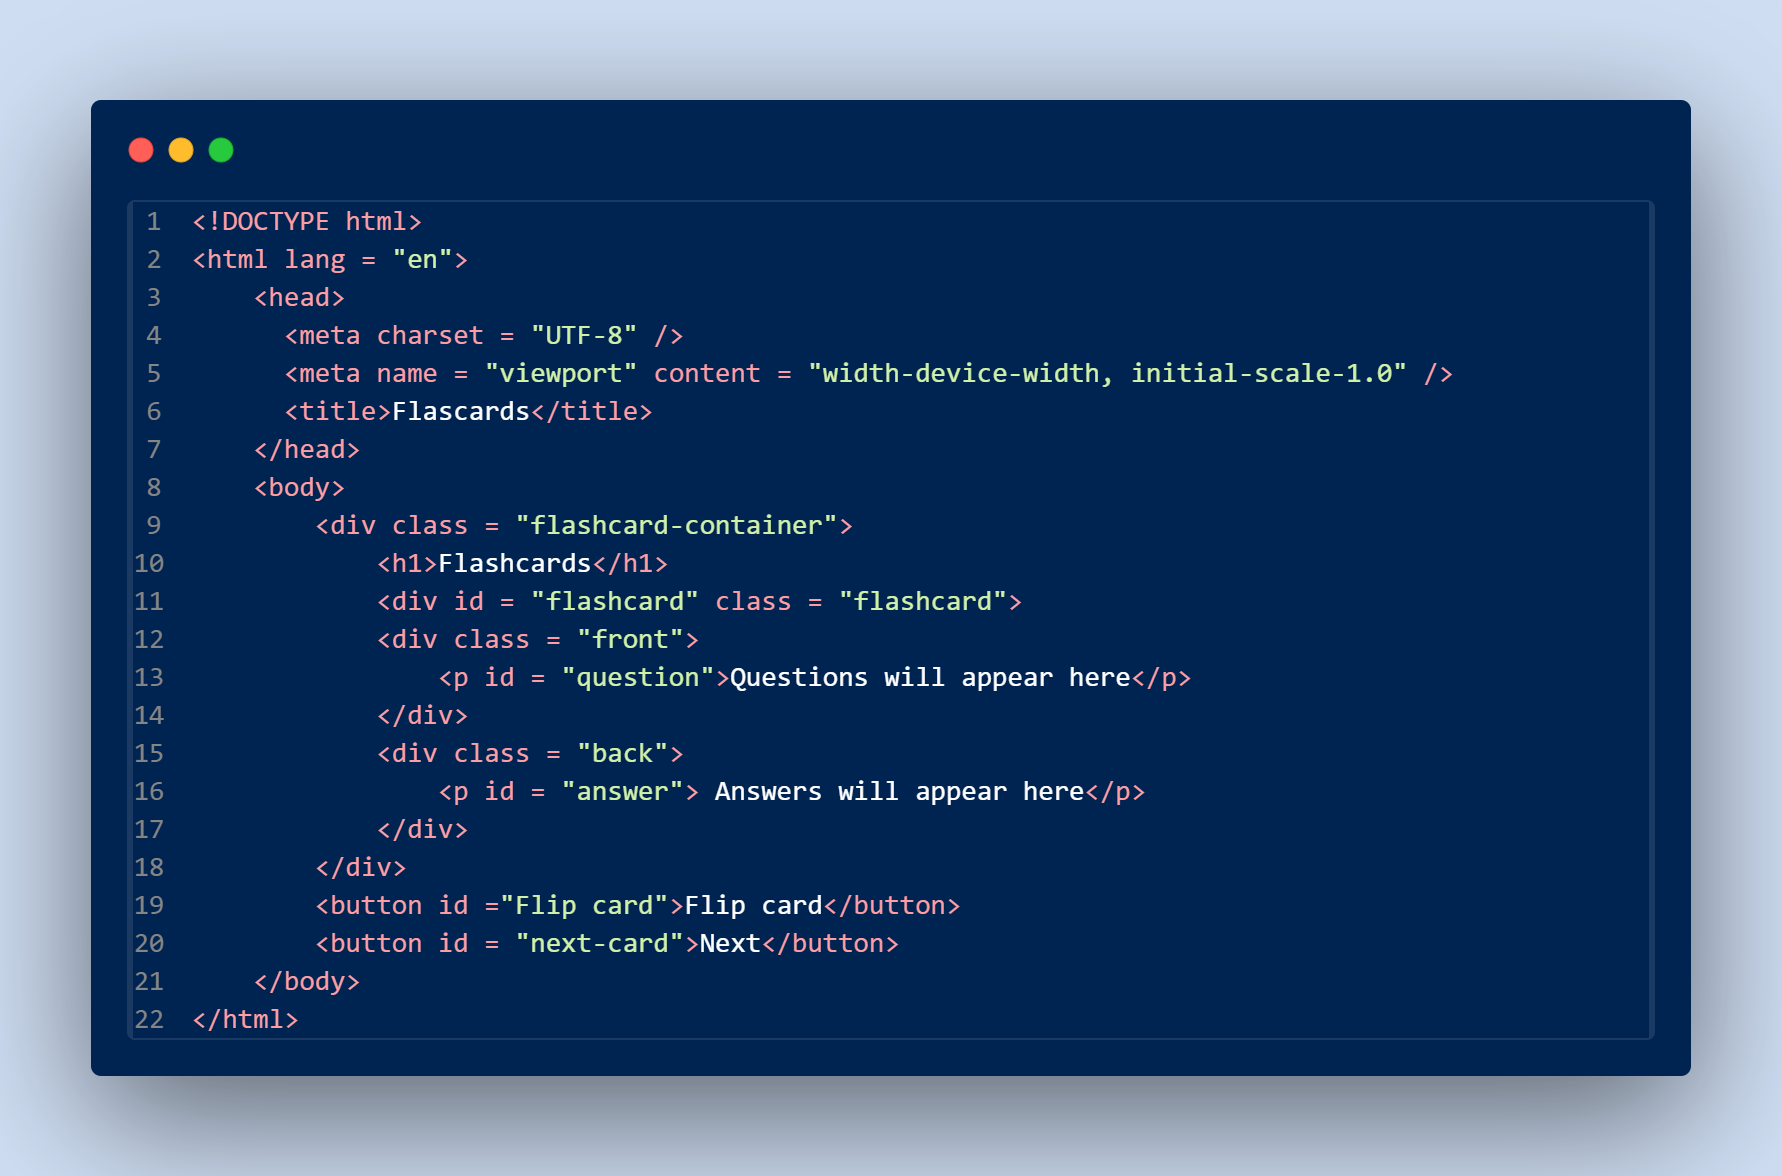 1 <!DOCTYPE html>
2 <html lang = "en">
3     <head>
4       <meta charset = "UTF-8" />
5       <meta name = "viewport" content = "width-device-width, initial-scale-1.0" />
6       <title>Flascards</title>
7     </head>
8     <body>
9         <div class = "flashcard-container">
10             <h1>Flashcards</h1>
11             <div id = "flashcard" class = "flashcard">
12             <div class = "front">
13                 <p id = "question">Questions will appear here</p>
14             </div>
15             <div class = "back">
16                 <p id = "answer"> Answers will appear here</p>
17             </div>
18         </div>
19         <button id ="Flip card">Flip card</button>
20         <button id = "next-card">Next</button>
21     </body>
22 </html>